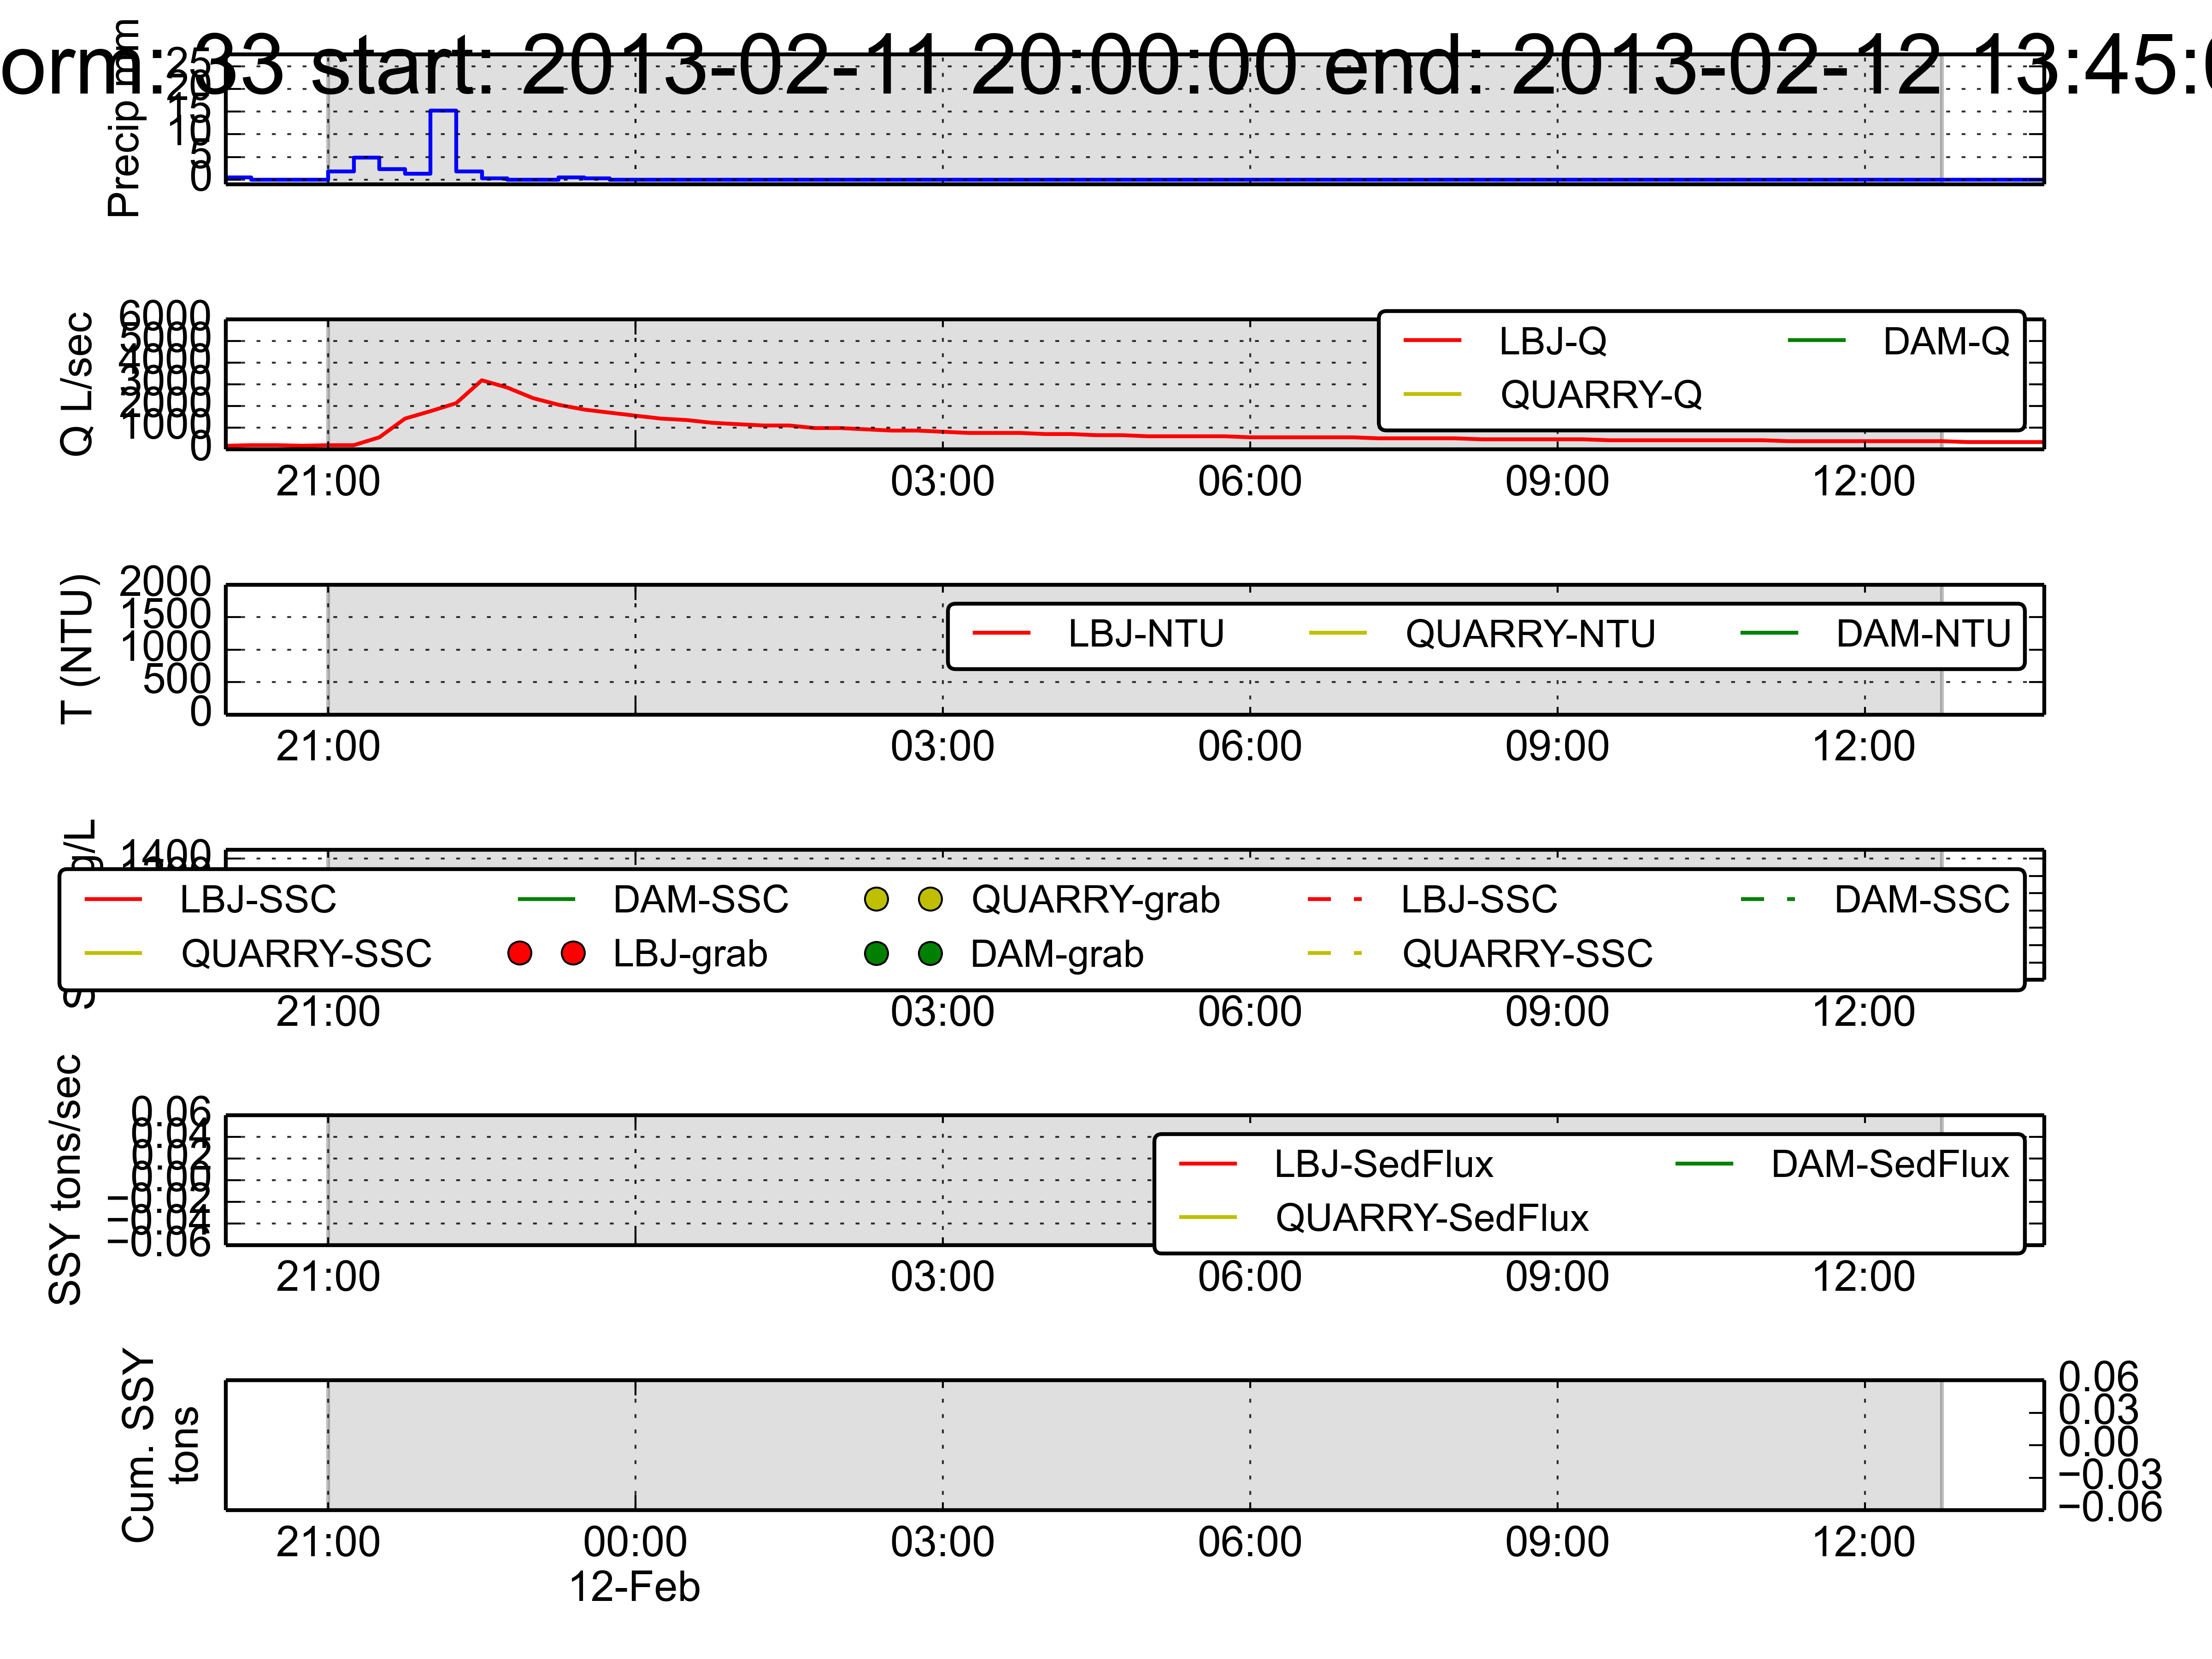 orm: 33 start: 2013-02-11 20:00:00 end: 2013-02-12 13:45:0
Precip mm
25
20
15
10
5
0
Q L/sec
6000
5000
4000
3000
2000
1000
0
LBJ-Q DAM-Q
QUARRY-Q
21:00 03:00 06:00 09:00 12:00
T (NTU)
2000
1500
1000
500
0
LBJ-NTU QUARRY-NTU DAM-NTU
21:00 03:00 06:00 09:00 12:00
g/L
1400
LBJ-SSC DAM-SSC QUARRY-grab LBJ-SSC DAM-SSC
QUARRY-SSC LBJ-grab DAM-grab QUARRY-SSC
21:00 03:00 06:00 09:00 12:00
SSY tons/sec
0.06
0.04
0.02
0.00
−0.02
−0.04
−0.06
LBJ-SedFlux DAM-SedFlux
QUARRY-SedFlux
21:00 03:00 06:00 09:00 12:00
Cum. SSY
tons
0.06
0.03
0.00
−0.03
−0.06
21:00 00:00 03:00 06:00 09:00 12:00
12-Feb